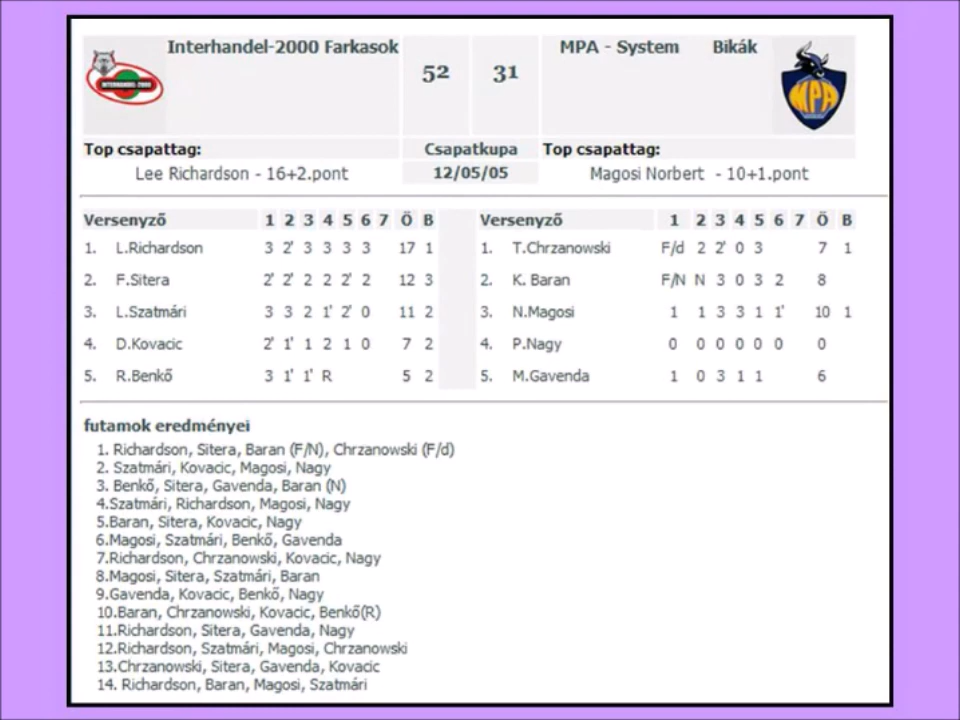 Interhandel-2000 Farkasok 52 31 MPA - System Bikák
INTERHANDEL-2000
MPA
Top csapattag: Csapatkupa Top csapattag:
Lee Richardson - 16+2.pont 12/05/05 Magosi Norbert - 10+1.pont
Versenyző 1 2 3 4 5 6 7 Ö B Versenyző 1 2 3 4 5 6 7 Ö B
1. L.Richardson 3 2' 3 3 3 3 17 1 1. T.Chrzanowski F/d 2 2' 0 3 7 1
2. F.Sitera 2' 2' 2 2 2' 2 12 3 2. K. Baran F/N N 3 0 3 2 8
3. L.Szatmári 3 3 2 1' 2' 0 11 2 3. N.Magosi 1 1 3 3 1 1' 10 1
4. D.Kovacic 2' 1' 1 2 1 0 7 2 4. P.Nagy 0 0 0 0 0 0 0
5. R.Benkő 3 1' 1' R 5 2 5. M.Gavenda 1 0 3 1 1 6
futamok eredményei
1. Richardson, Sitera, Baran (F/N), Chrzanowski (F/d)
2. Szatmári, Kovacic, Magosi, Nagy
3. Benkő, Sitera, Gavenda, Baran (N)
4.Szatmári, Richardson, Magosi, Nagy
5.Baran, Sitera, Kovacic, Nagy
6.Magosi, Szatmári, Benkő, Gavenda
7.Richardson, Chrzanowski, Kovacic, Nagy
8.Magosi, Sitera, Szatmári, Baran
9.Gavenda, Kovacic, Benkő, Nagy
10.Baran, Chrzanowski, Kovacic, Benkő(R)
11.Richardson, Sitera, Gavenda, Nagy
12.Richardson, Szatmári, Magosi, Chrzanowski
13.Chrzanowski, Sitera, Gavenda, Kovacic
14. Richardson, Baran, Magosi, Szatmári